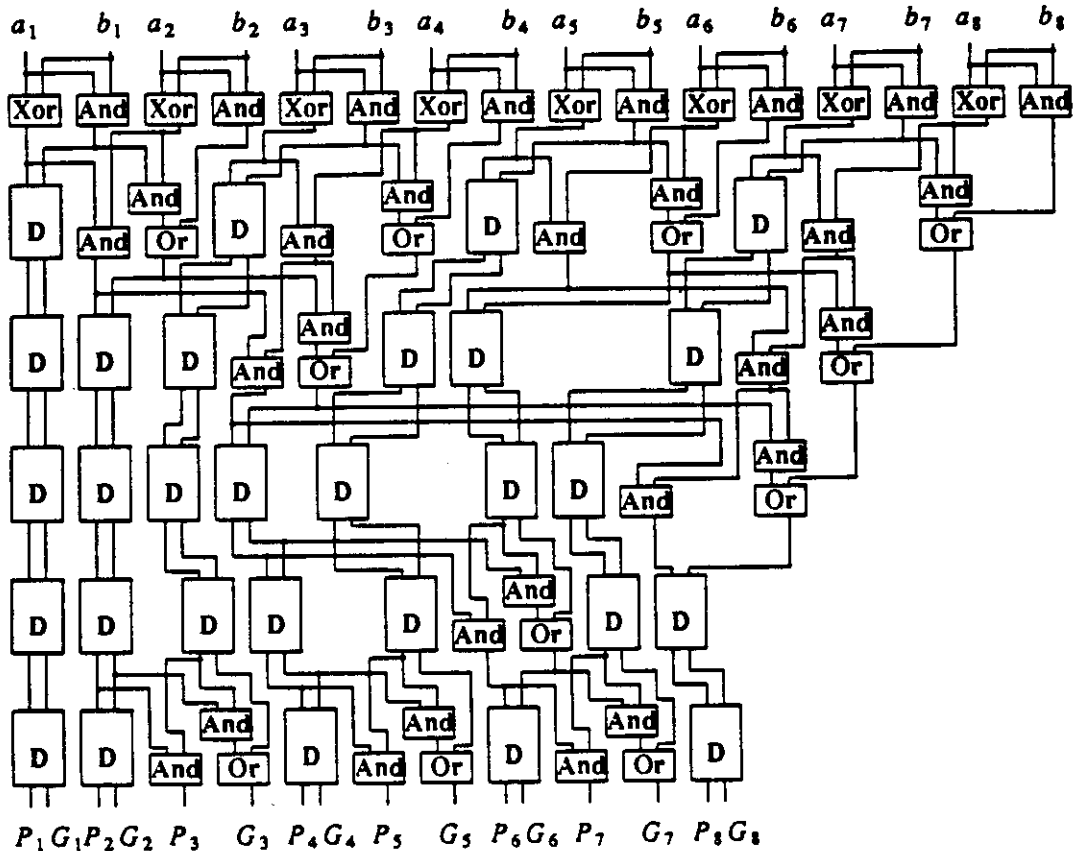 a₁ b₁ a₂ b₂ a₃ b₃ a₄ b₄ a₅ b₅ a₆ b₆ a₇ b₇ a₈ b₈
Xor And Xor And Xor And Xor And Xor And Xor And Xor And Xor And
And And And And
D And Or D And Or D And Or D And Or
And And
D D D And Or D D D And Or
And
D D D D D D D And Or
And
D D D D D And Or D D
And And And
D D And Or D And Or D And Or D
P₁ G₁ P₂ G₂ P₃ G₃ P₄ G₄ P₅ G₅ P₆ G₆ P₇ G₇ P₈ G₈